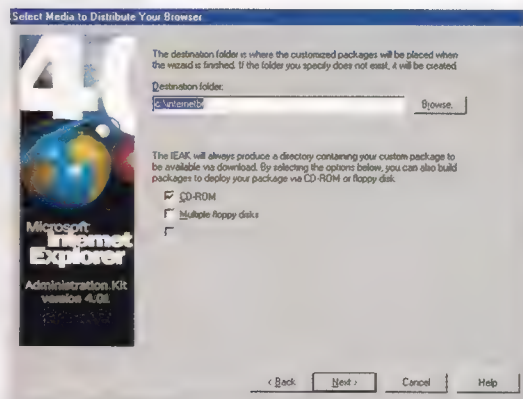 Select Media to Distribute Your Browser
The destination folder is where the customized packages will be placed when
the wizard is finished. If the folder you specify does not exist, it will be created
Destination folder:
c:\internetbr
Browse.
The IEAK will always produce a directory containing your custom package to
be available via download. By selecting the options below, you can also build
packages to deploy your package via CD-ROM or floppy disk
CD-ROM
Multiple floppy disks
4.0
Microsoft
Internet
Explorer
Administration Kit
version 4.01
< Back
Next >
Cancel
Help